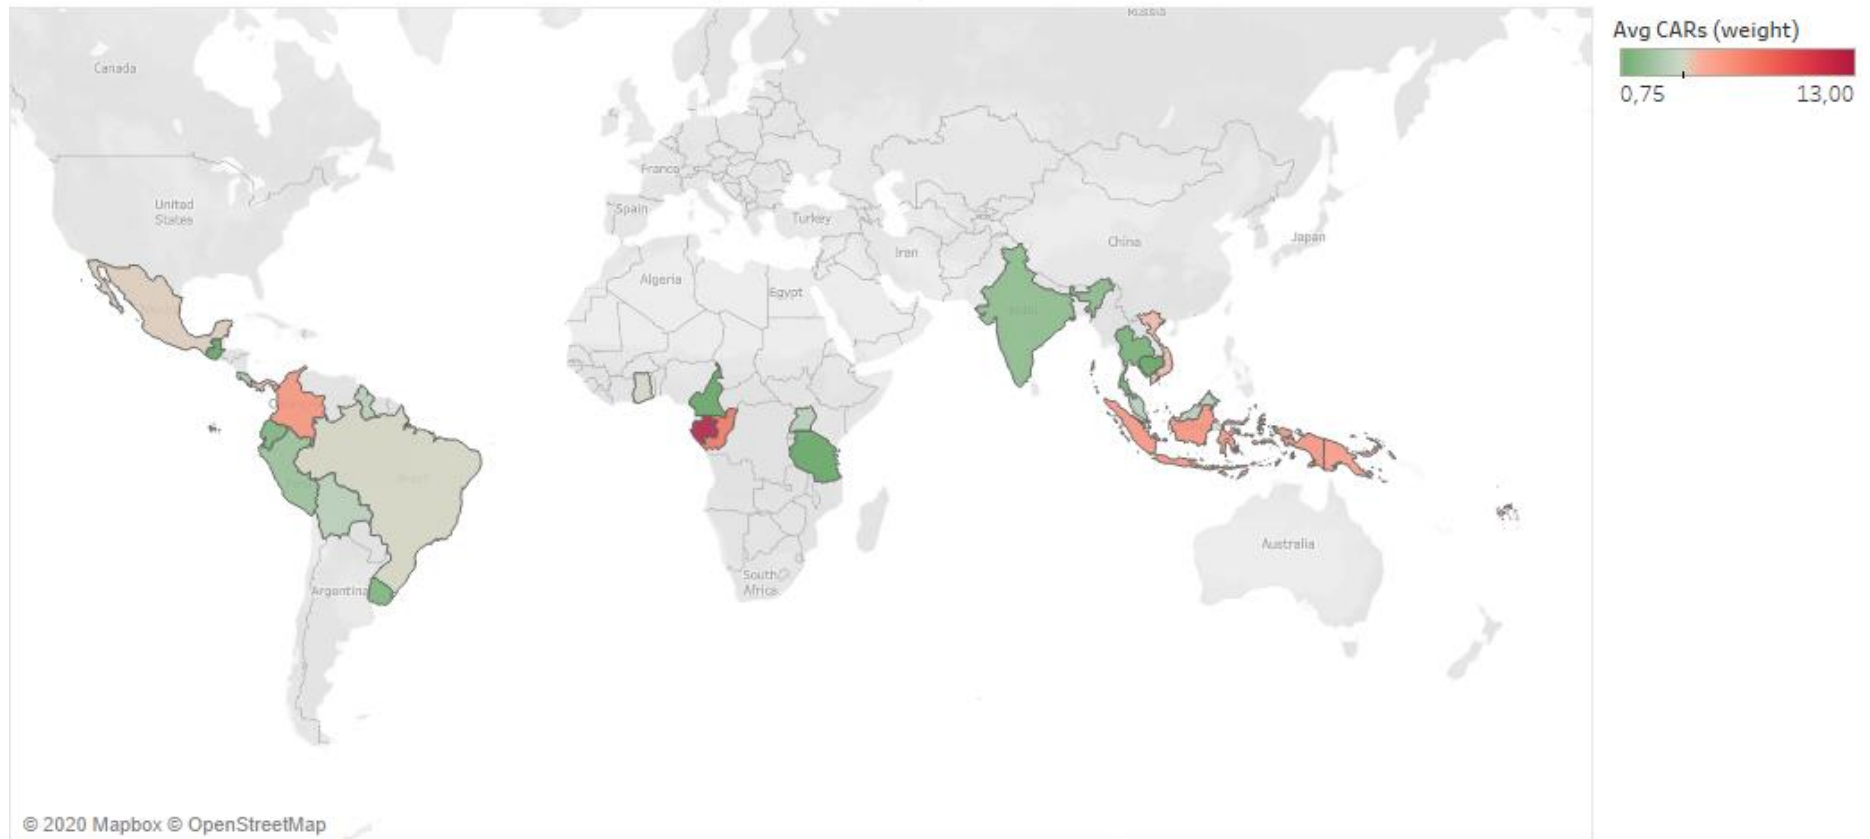 Russia
Avg CARs (weight)
Canada
0,75
13,00
France
United
States
Spain
Turkey
Japan
China
Iran
Algeria
Egypt
Australia
South
Africa
Argentina
© 2020 Mapbox © OpenStreetMap